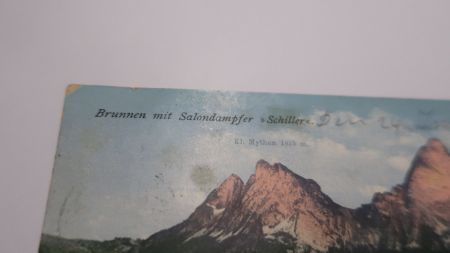 Brunnen mit Salondampfer »Schiller«.
Kl. Mythen 1815 m.